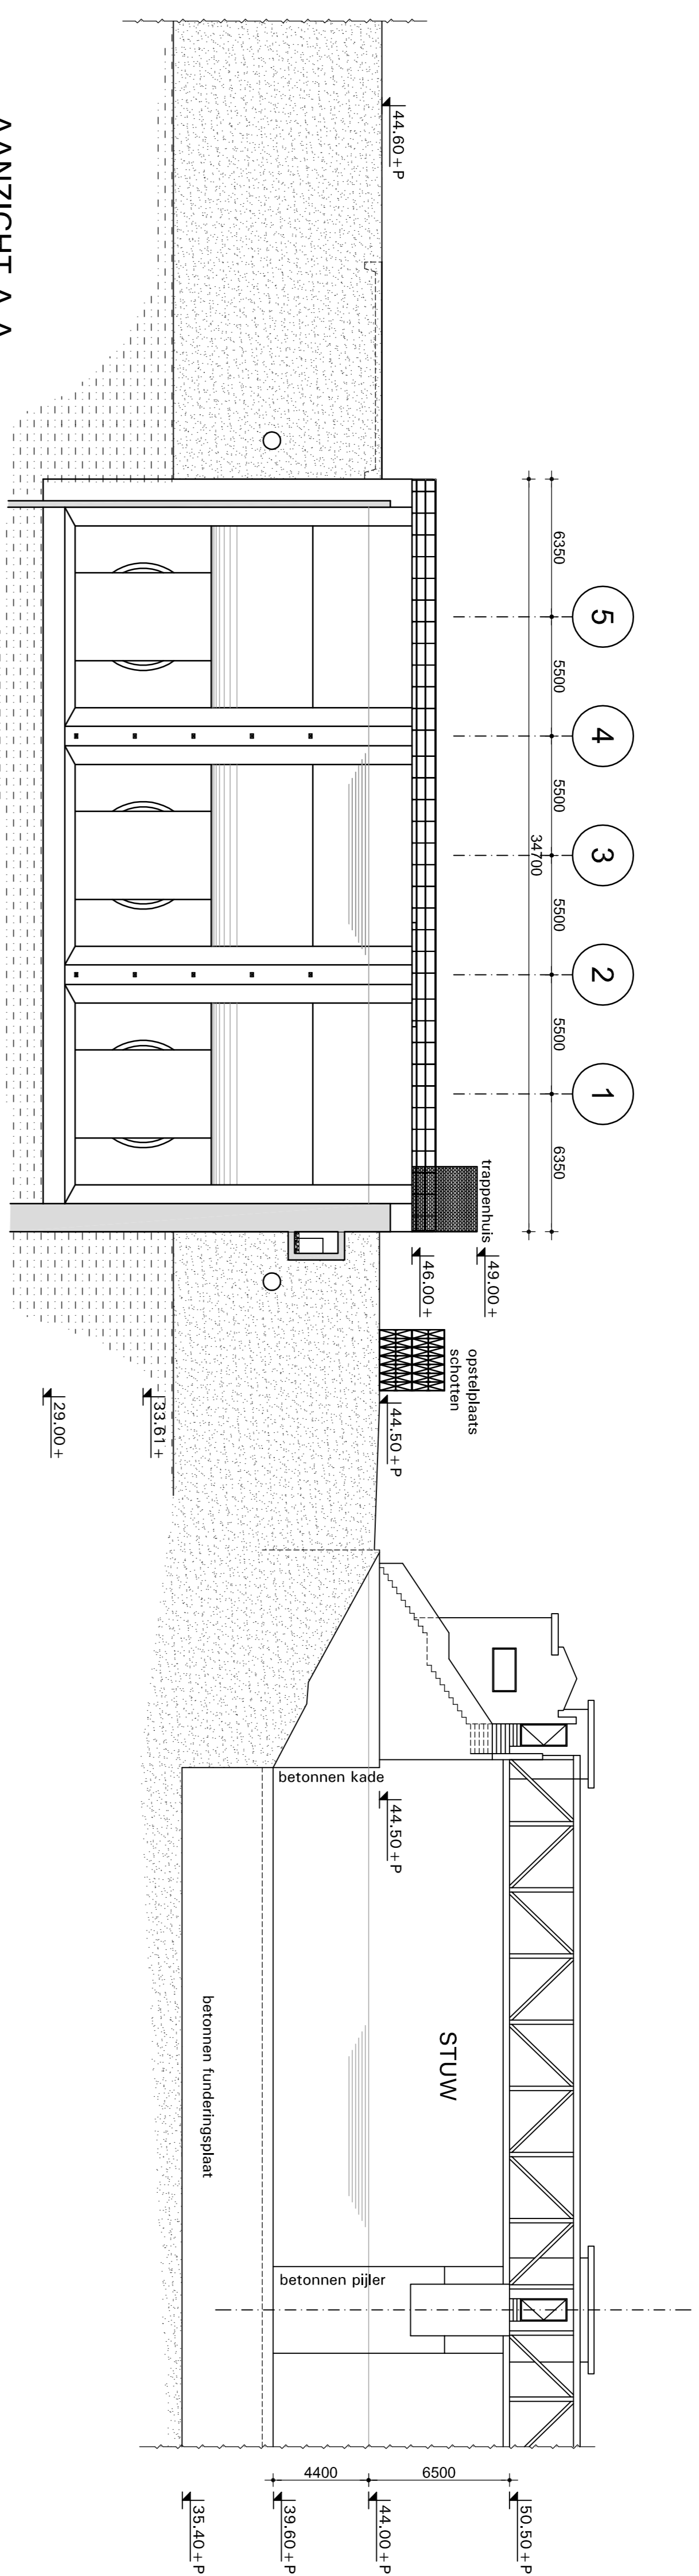 AANZICHT A-A
44.60+P
6350
5500
5500
5500
5500
6350
34700
5
4
3
2
1
trappenhuis
49.00+
46.00+
opstelplaats
schotten
44.50+P
33.61+
29.00+
betonnen kade
44.50+P
STUW
betonnen funderingsplaat
betonnen pijler
4400
6500
50.50+P
44.00+P
39.60+P
35.40+P